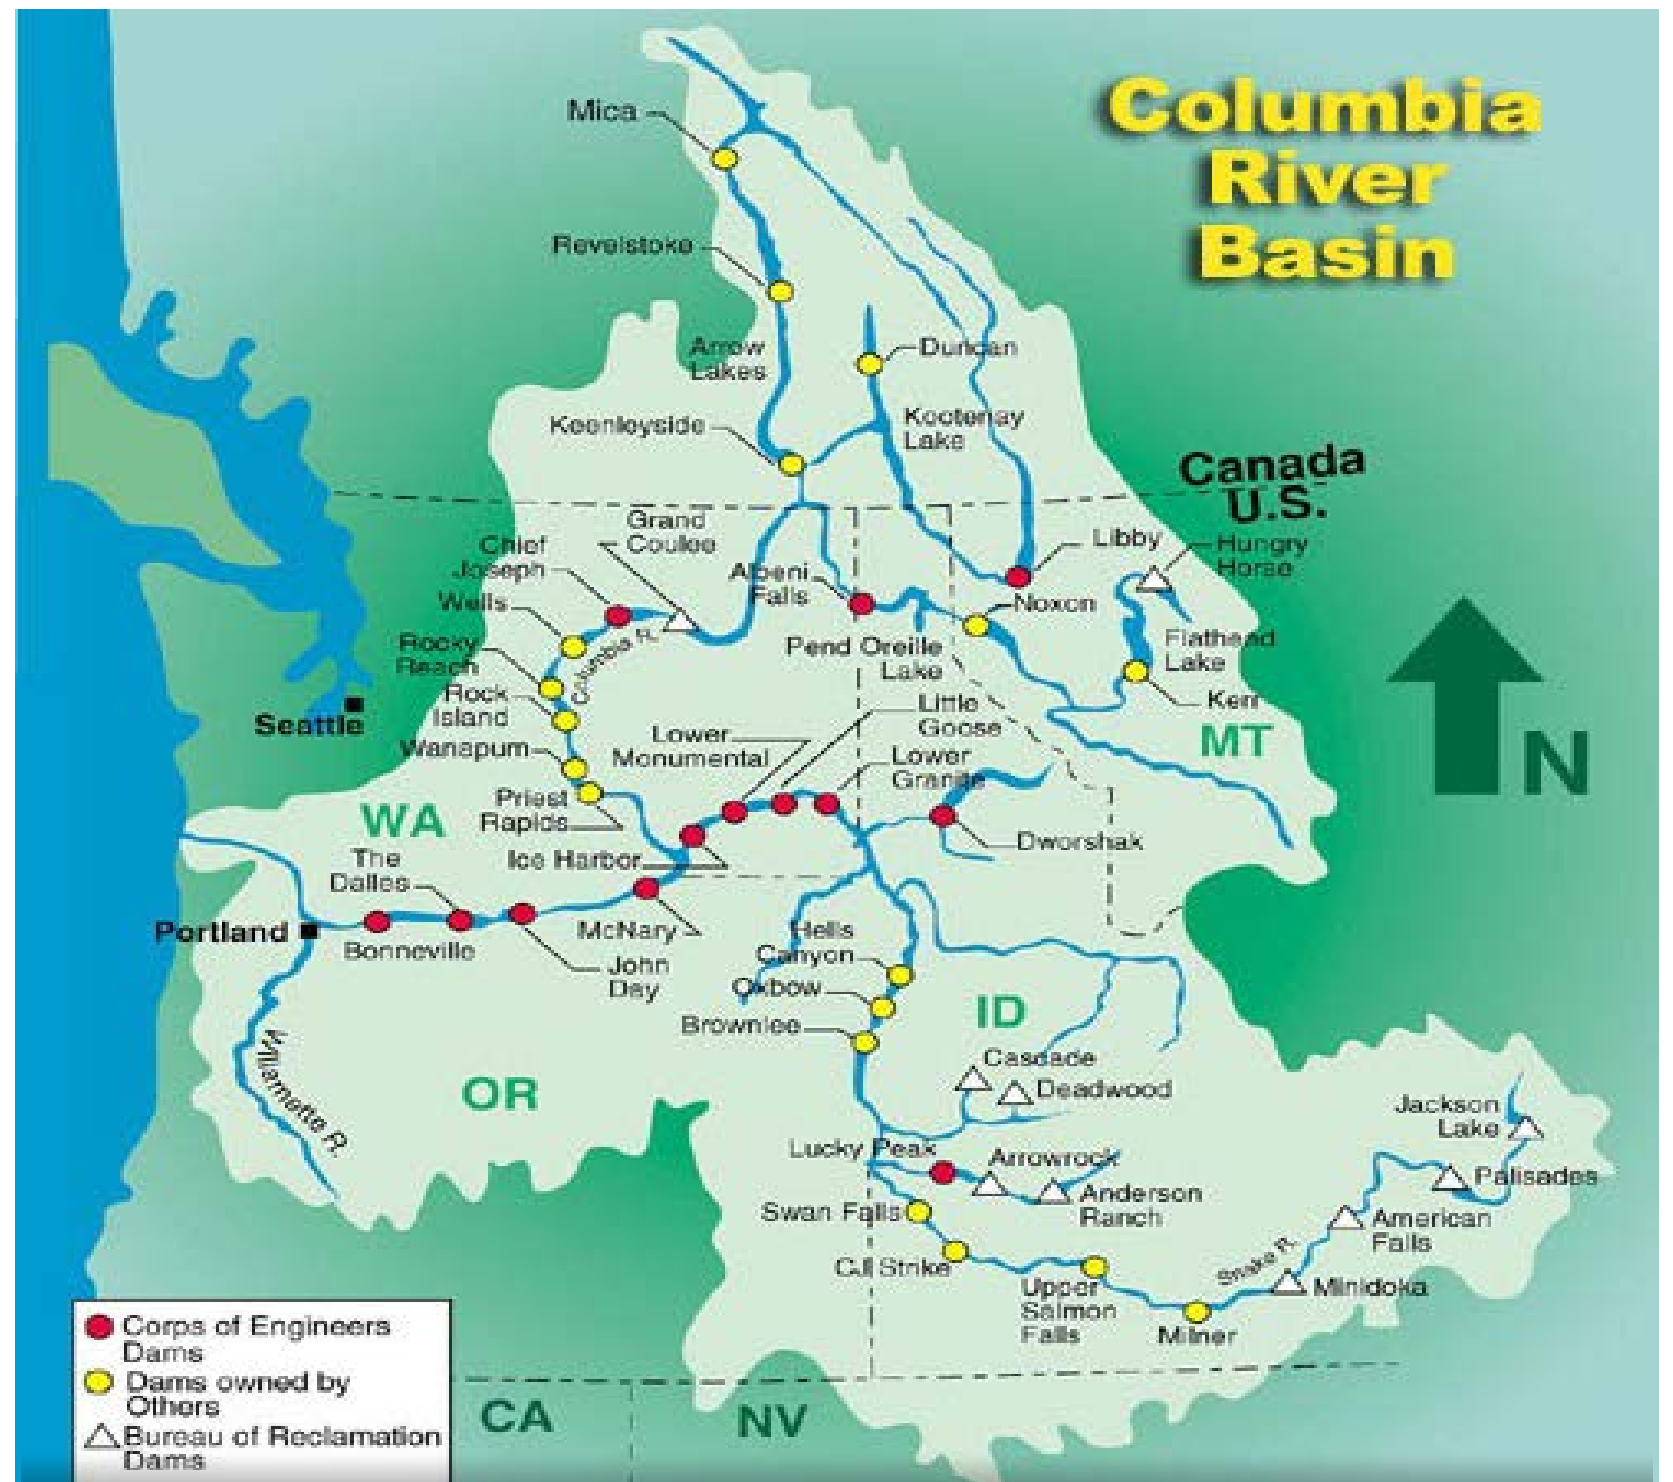 Columbia
River
Basin
Mica
Revelstoke
Arrow
Lakes
Duncan
Keenleyside
Kootenay
Lake
Canada
U.S.
Grand
Coulee
Chief
Joseph
Libby
Hungry
Horse
Albeni
Falls
Wells
Noxon
Rocky
Reach
Columbia R.
Pend Oreille
Lake
Flathead
Lake
Rock
Island
Kerr
Seattle
Little
Goose
Wanapum
Lower
Monumental
MT
Lower
Granite
N
Priest
Rapids
WA
Dworshak
Ice Harbor
The
Dalles
Portland
Bonneville
McNary
John
Day
Hells
Canyon
Oxbow
Brownlee
ID
Cascade
Deadwood
OR
Willamette R.
Jackson
Lake
Lucky Peak
Arrowrock
Palisades
Anderson
Ranch
Swan Falls
American
Falls
CJ Strike
Snake R.
Upper
Salmon
Falls
Minidoka
Milner
Corps of Engineers
Dams
Dams owned by
Others
Bureau of Reclamation
Dams
CA
NV